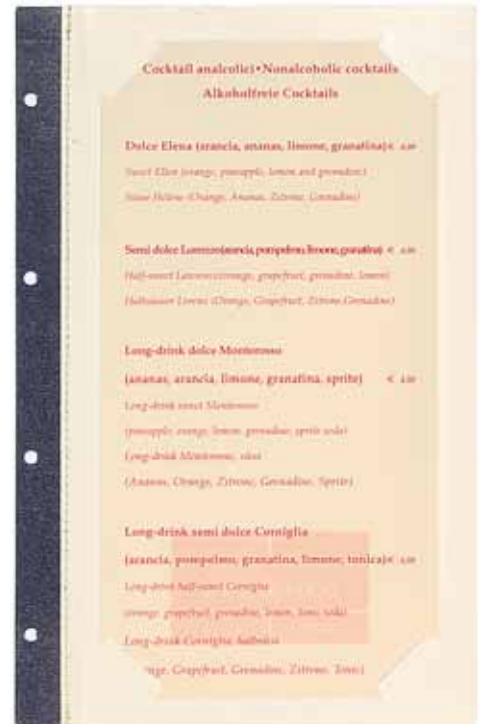 Cocktail analcolici•Nonalcoholic cocktails
Alkoholfreie Cocktails
Dolce Elena (arancia, ananas, limone, granatina) €
Sweet Ellen (orange, pineapple, lemon and grenadine)
Süsse Helene (Orange, Ananas, Zitrone, Grenadine)
Semi dolce Lorenzo(arancia, pompelmo, limone, granatina) €
Half-sweet Lawrence(orange, grapefruit, grenadine, lemon)
Halbsüsser Lorenz (Orange, Grapefruit, Zitrone, Grenadine)
Long-drink dolce Monterosso
(ananas, arancia, limone, granatina, sprite) €
Long-drink sweet Monterosso
(pineapple, orange, lemon, grenadine, sprite soda)
Long-drink Monterosso, süss
(Ananas, Orange, Zitrone, Grenadine, Sprite)
Long-drink semi dolce Corniglia
(arancia, pompelmo, granatina, limone, tonica) €
Long-drink half-sweet Corniglia
(orange, grapefruit, grenadine, lemon, tonic soda)
Long-drink Corniglia, halbsüss
nge, Grapefruit, Grenadine, Zitrone, Tonic)